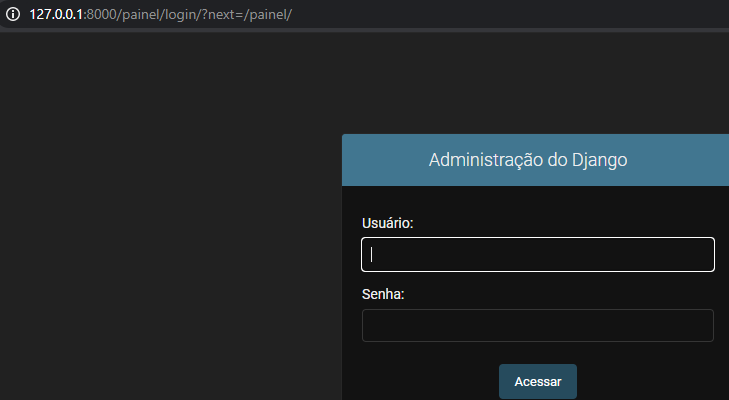 127.0.0.1:8000/painel/login/?next=/painel/
Administração do Django
Usuário:
Senha:
Acessar